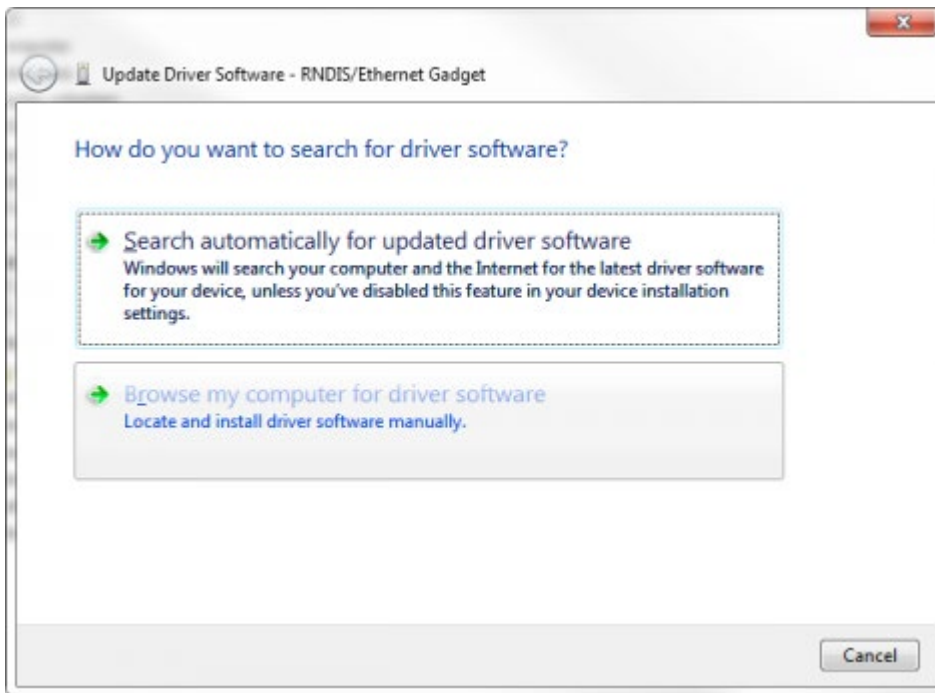 Update Driver Software - RNDIS/Ethernet Gadget
How do you want to search for driver software?
Search automatically for updated driver software
Windows will search your computer and the Internet for the latest driver software
for your device, unless you've disabled this feature in your device installation
settings.
Browse my computer for driver software
Locate and install driver software manually.
Cancel